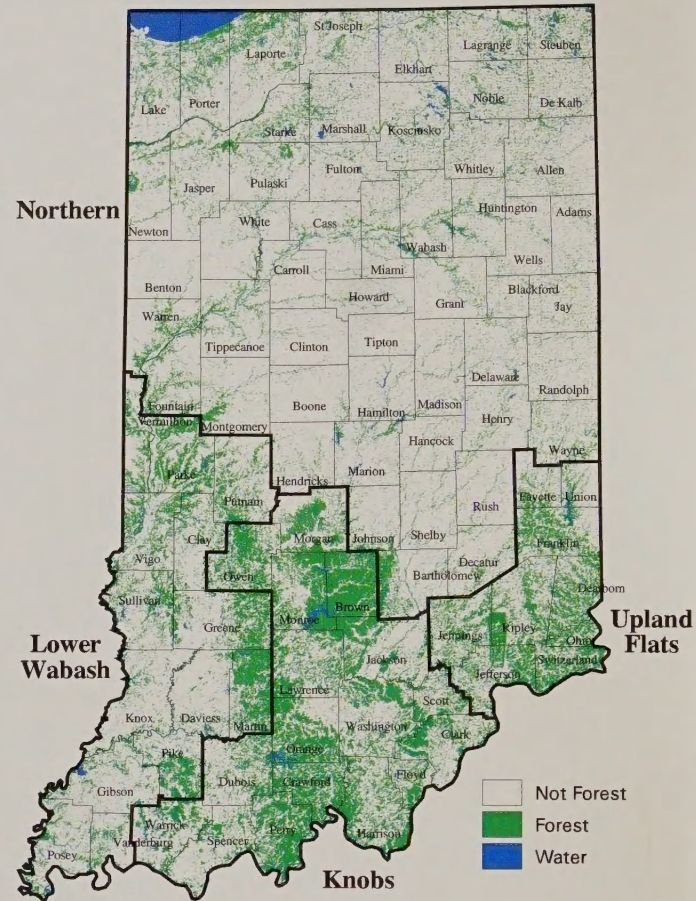 St Joseph
Lagrange
Steuben
Laporte
Elkhart
Lake
Porter
Noble
De Kalb
Starke
Marshall
Kosciusko
Jasper
Pulaski
Fulton
Whitley
Allen
Northern
Newton
White
Cass
Huntington
Adams
Wabash
Wells
Carroll
Miami
Benton
Howard
Grant
Blackford
Jay
Warren
Tippecanoe
Clinton
Tipton
Delaware
Randolph
Fountain
Boone
Hamilton
Madison
Henry
Vermillion
Montgomery
Hancock
Marion
Wayne
Parke
Hendricks
Putnam
Rush
Fayette
Union
Clay
Morgan
Johnson
Shelby
Franklin
Vigo
Owen
Decatur
Bartholomew
Dearborn
Sullivan
Monroe
Brown
Greene
Jennings
Ripley
Ohio
Upland
Flats
Lower
Wabash
Jackson
Jefferson
Switzerland
Lawrence
Scott
Knox
Daviess
Martin
Washington
Clark
Pike
Orange
Gibson
Dubois
Crawford
Floyd
Warrick
Vanderburg
Spencer
Perry
Harrison
Posey
Knobs
Not Forest
Forest
Water